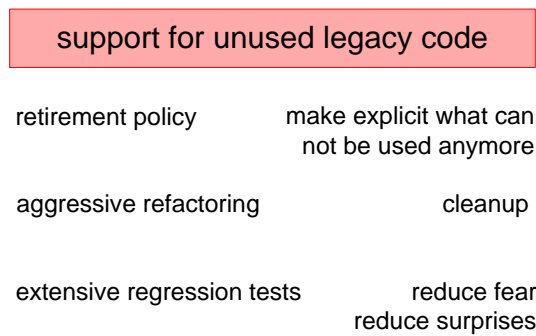 support for unused legacy code
retirement policy
make explicit what can
not be used anymore
aggressive refactoring
cleanup
extensive regression tests
reduce fear
reduce surprises